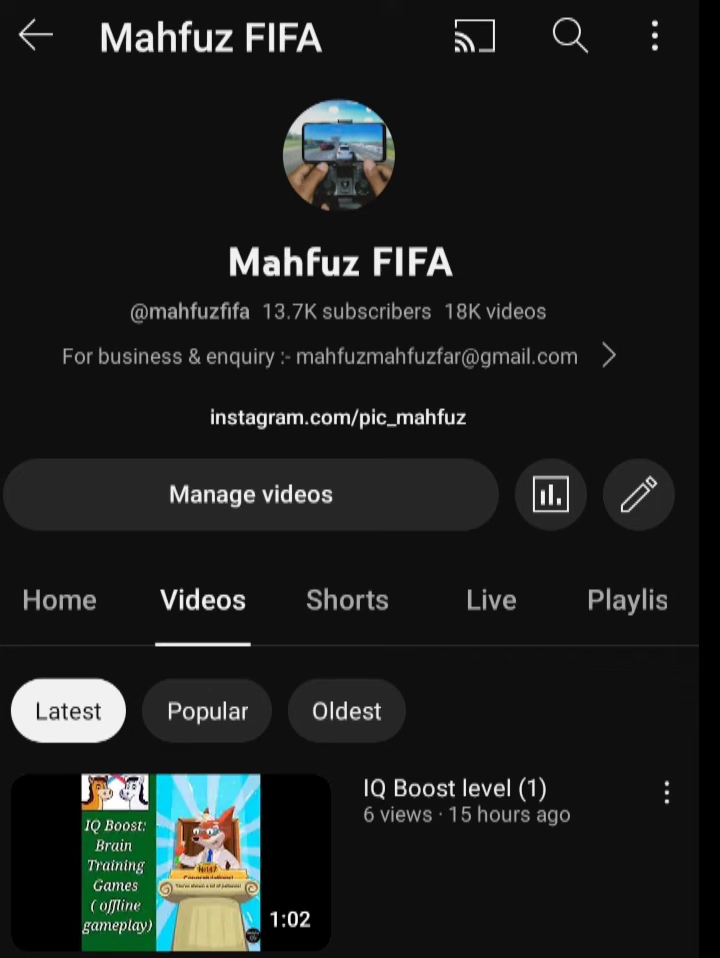 Mahfuz FIFA
Mahfuz FIFA
@mahfuzfifa 13.7K subscribers 18K videos
For business & enquiry :- mahfuzmahfuzfar@gmail.com
instagram.com/pic_mahfuz
Manage videos
Home Videos Shorts Live Playlis
Latest Popular Oldest
IQ Boost:
Brain
Training
Games
( offline
gameplay)
1:02
IQ Boost level (1)
6 views · 15 hours ago